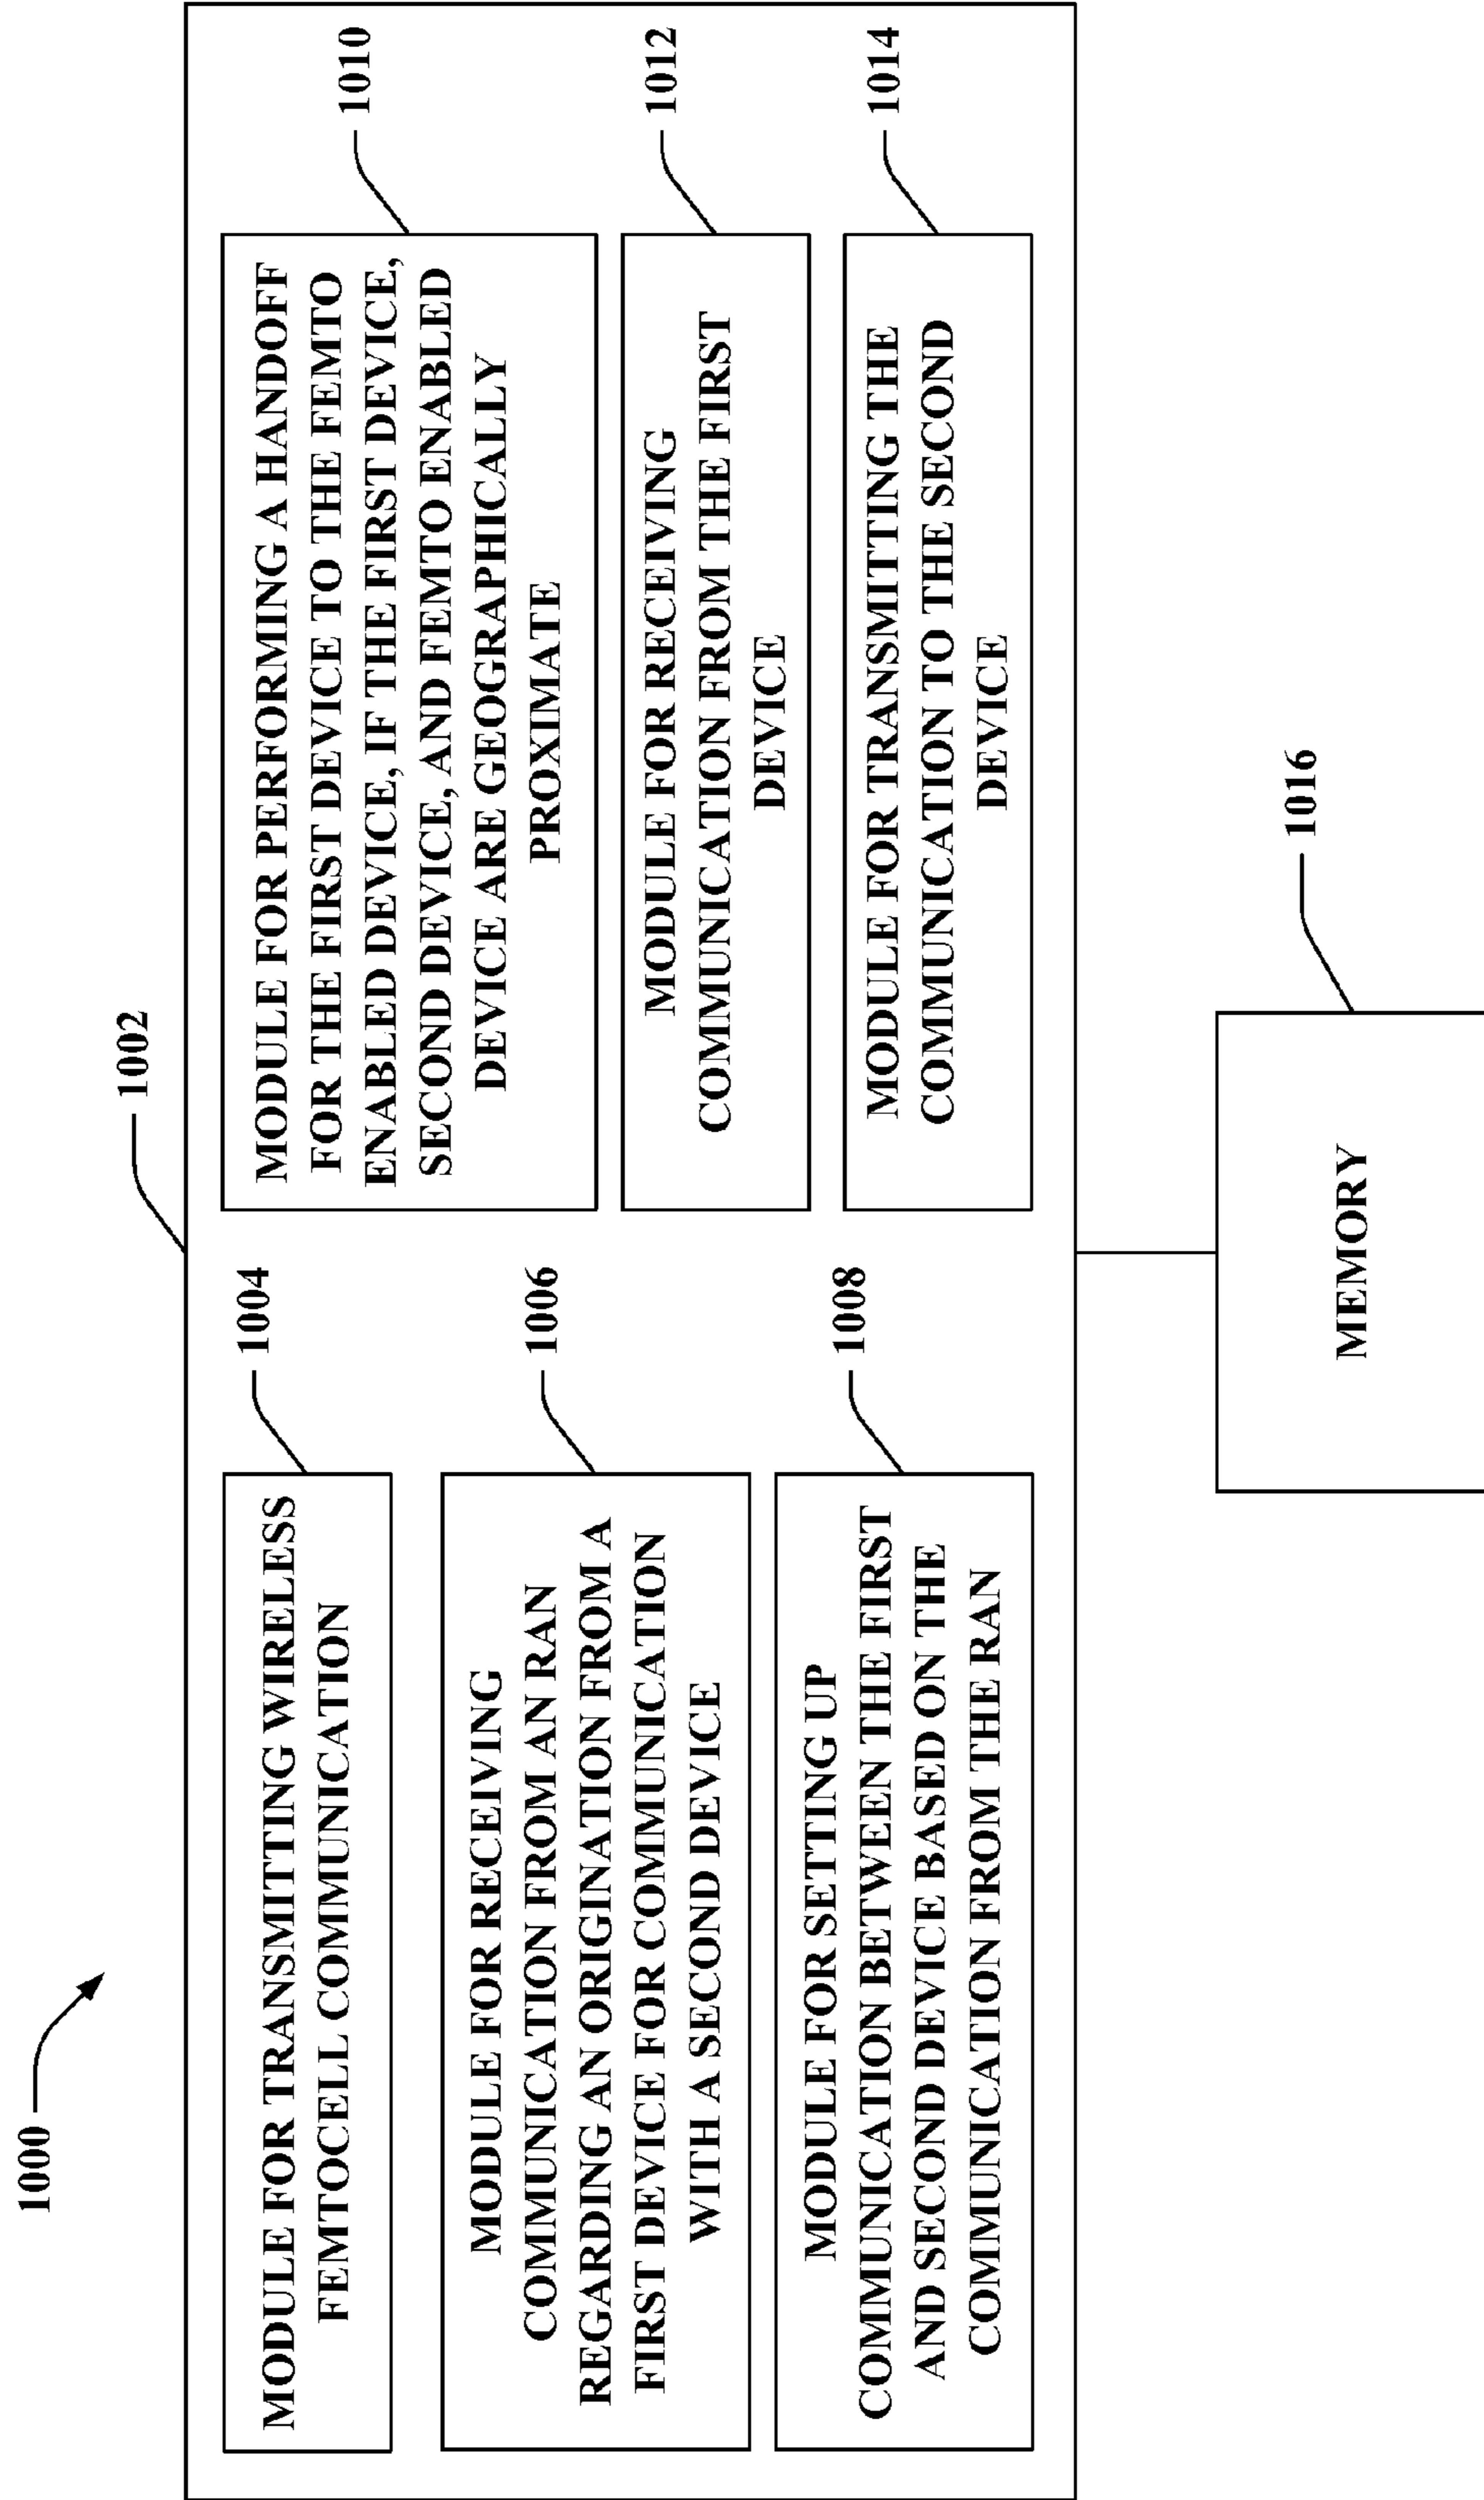 1000
1002
1004
MODULE FOR TRANSMITTING WIRELESS
FEMTOCELL COMMUNICATION
1006
MODULE FOR RECEIVING
COMMUNICATION FROM AN RAN
REGARDING AN ORIGINATION FROM A
FIRST DEVICE FOR COMMUNICATION
WITH A SECOND DEVICE
1008
MODULE FOR SETTING UP
COMMUNICATION BETWEEN THE FIRST
AND SECOND DEVICE BASED ON THE
COMMUNICATION FROM THE RAN
1010
MODULE FOR PERFORMING A HANDOFF
FOR THE FIRST DEVICE TO THE FEMTO
ENABLED DEVICE, IF THE FIRST DEVICE,
SECOND DEVICE, AND FEMTO ENABLED
DEVICE ARE GEOGRAPHICALLY
PROXIMATE
1012
MODULE FOR RECEIVING
COMMUNICATION FROM THE FIRST
DEVICE
1014
MODULE FOR TRANSMITTING THE
COMMUNICATION TO THE SECOND
DEVICE
1016
MEMORY